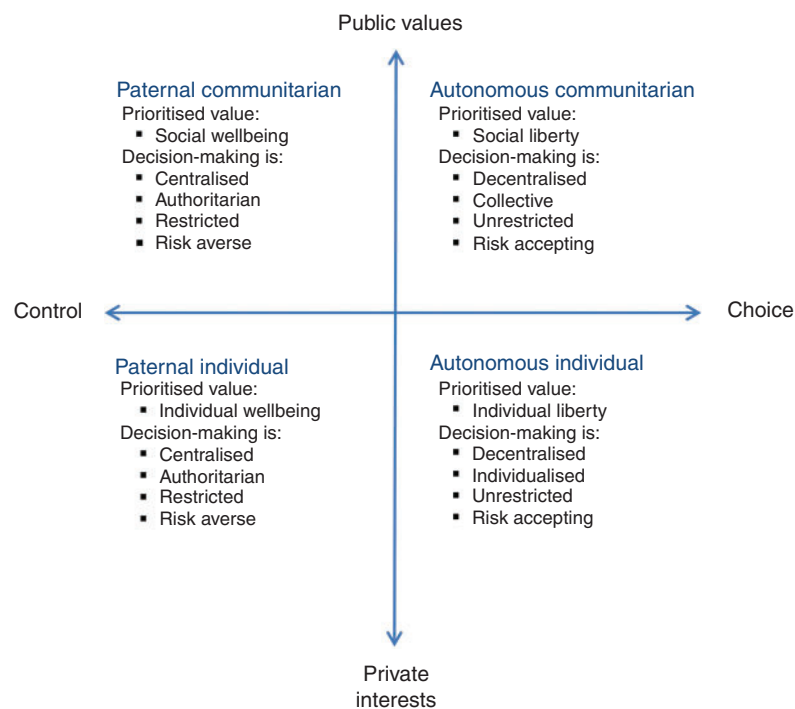 Public values
Paternal communitarian
Prioritised value:
▪ Social wellbeing
Decision-making is:
▪ Centralised
▪ Authoritarian
▪ Restricted
▪ Risk averse
Autonomous communitarian
Prioritised value:
▪ Social liberty
Decision-making is:
▪ Decentralised
▪ Collective
▪ Unrestricted
▪ Risk accepting
Control
Choice
Paternal individual
Prioritised value:
▪ Individual wellbeing
Decision-making is:
▪ Centralised
▪ Authoritarian
▪ Restricted
▪ Risk averse
Autonomous individual
Prioritised value:
▪ Individual liberty
Decision-making is:
▪ Decentralised
▪ Individualised
▪ Unrestricted
▪ Risk accepting
Private
interests